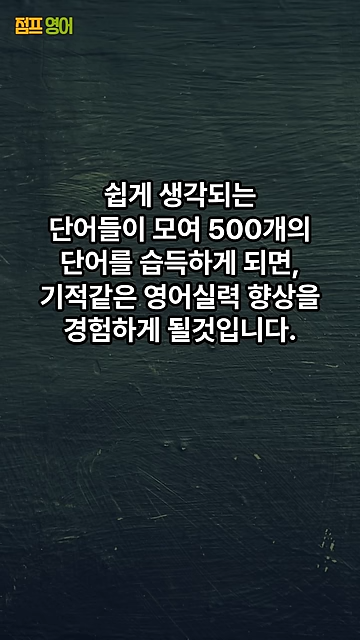 점프 영어
쉽게 생각되는
단어들이 모여 500개의
단어를 습득하게 되면,
기적같은 영어실력 향상을
경험하게 될것입니다.